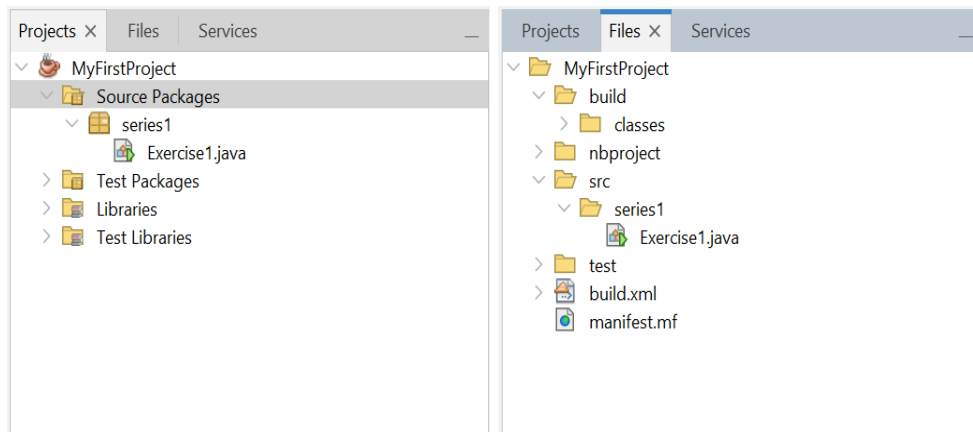 Projects Files Services
MyFirstProject
Source Packages
series1
Exercise1.java
Test Packages
Libraries
Test Libraries
Projects Files Services
MyFirstProject
build
classes
nbproject
src
series1
Exercise1.java
test
build.xml
manifest.mf